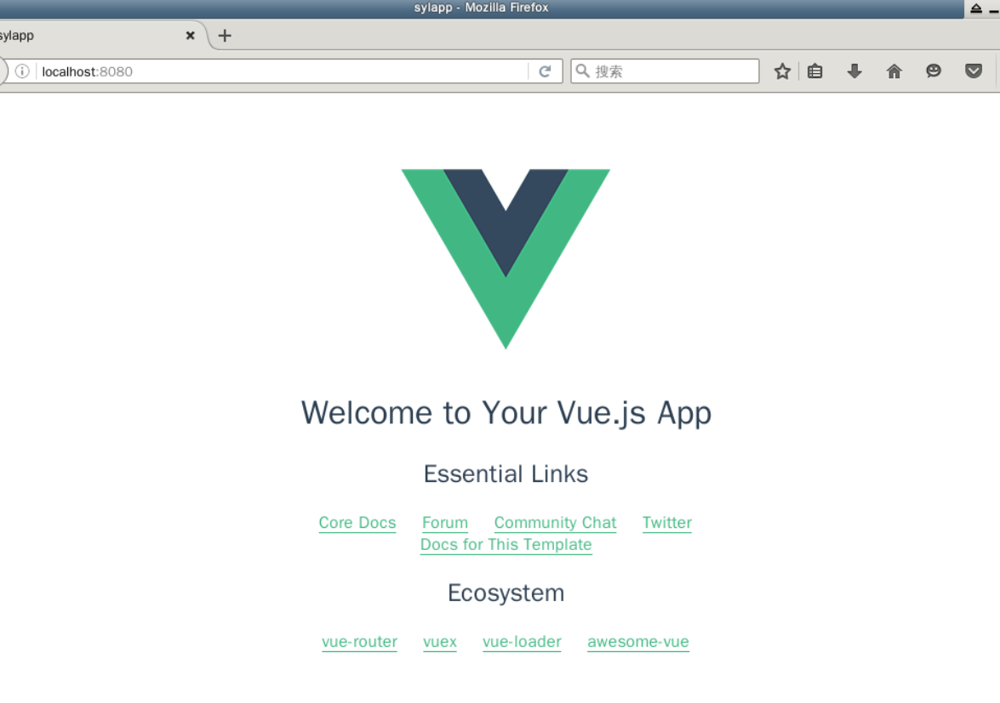 sylapp - Mozilla Firefox
sylapp
localhost:8080 搜索
Welcome to Your Vue.js App
Essential Links
Core Docs Forum Community Chat Twitter
Docs for This Template
Ecosystem
vue-router vuex vue-loader awesome-vue